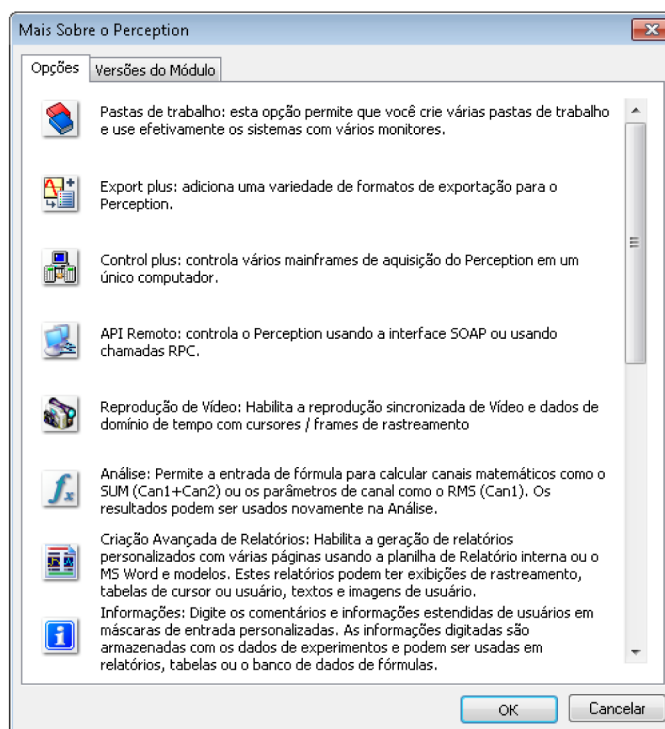 Mais Sobre o Perception
Opções
Versões do Módulo
Pastas de trabalho: esta opção permite que você crie várias pastas de trabalho
e use efetivamente os sistemas com vários monitores.
Export plus: adiciona uma variedade de formatos de exportação para o
Perception.
Control plus: controla vários mainframes de aquisição do Perception em um
único computador.
API Remoto: controla o Perception usando a interface SOAP ou usando
chamadas RPC.
Reprodução de Vídeo: Habilita a reprodução sincronizada de Vídeo e dados de
domínio de tempo com cursores / frames de rastreamento
Análise: Permite a entrada de fórmula para calcular canais matemáticos como o
SUM (Can1+Can2) ou os parâmetros de canal como o RMS (Can1). Os
resultados podem ser usados novamente na Análise.
Criação Avançada de Relatórios: Habilita a geração de relatórios
personalizados com várias páginas usando a planilha de Relatório interna ou o
MS Word e modelos. Estes relatórios podem ter exibições de rastreamento,
tabelas de cursor ou usuário, textos e imagens de usuário.
Informações: Digite os comentários e informações estendidas de usuários em
máscaras de entrada personalizadas. As informações digitadas são
armazenadas com os dados de experimentos e podem ser usadas em
relatórios, tabelas ou o banco de dados de fórmulas.
OK
Cancelar